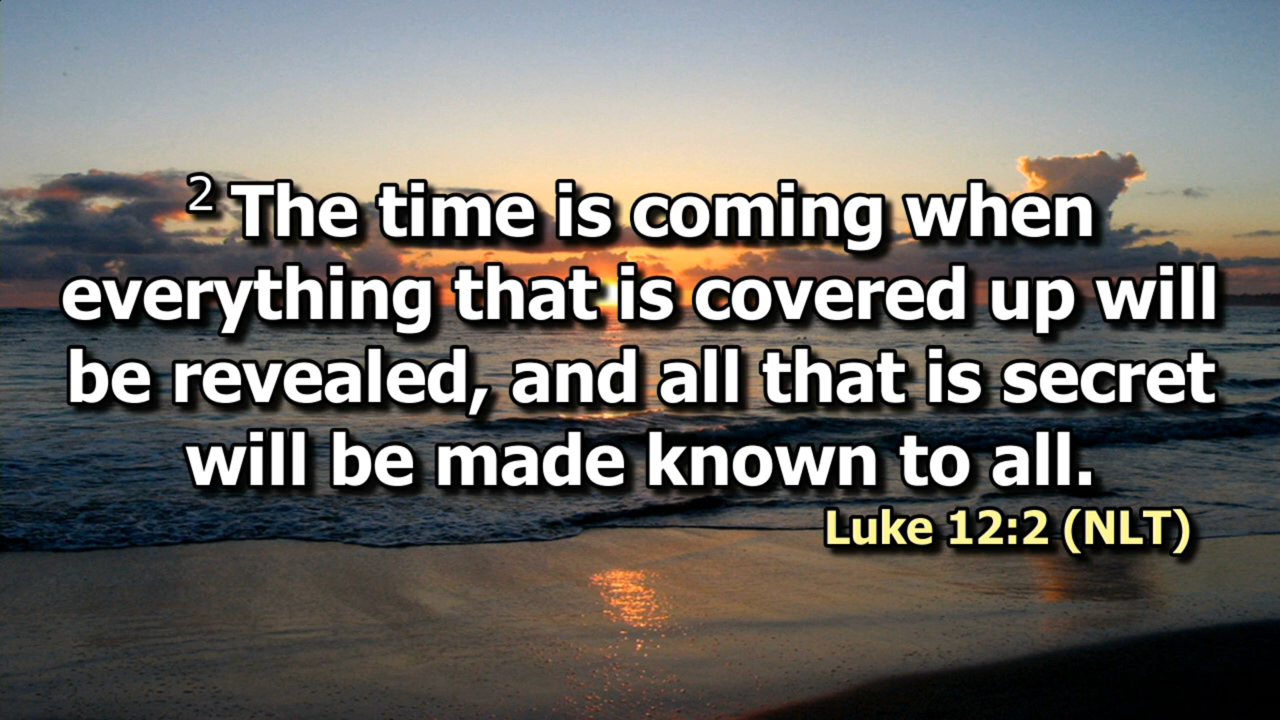 2 The time is coming when
everything that is covered up will
be revealed, and all that is secret
will be made known to all.
Luke 12:2 (NLT)